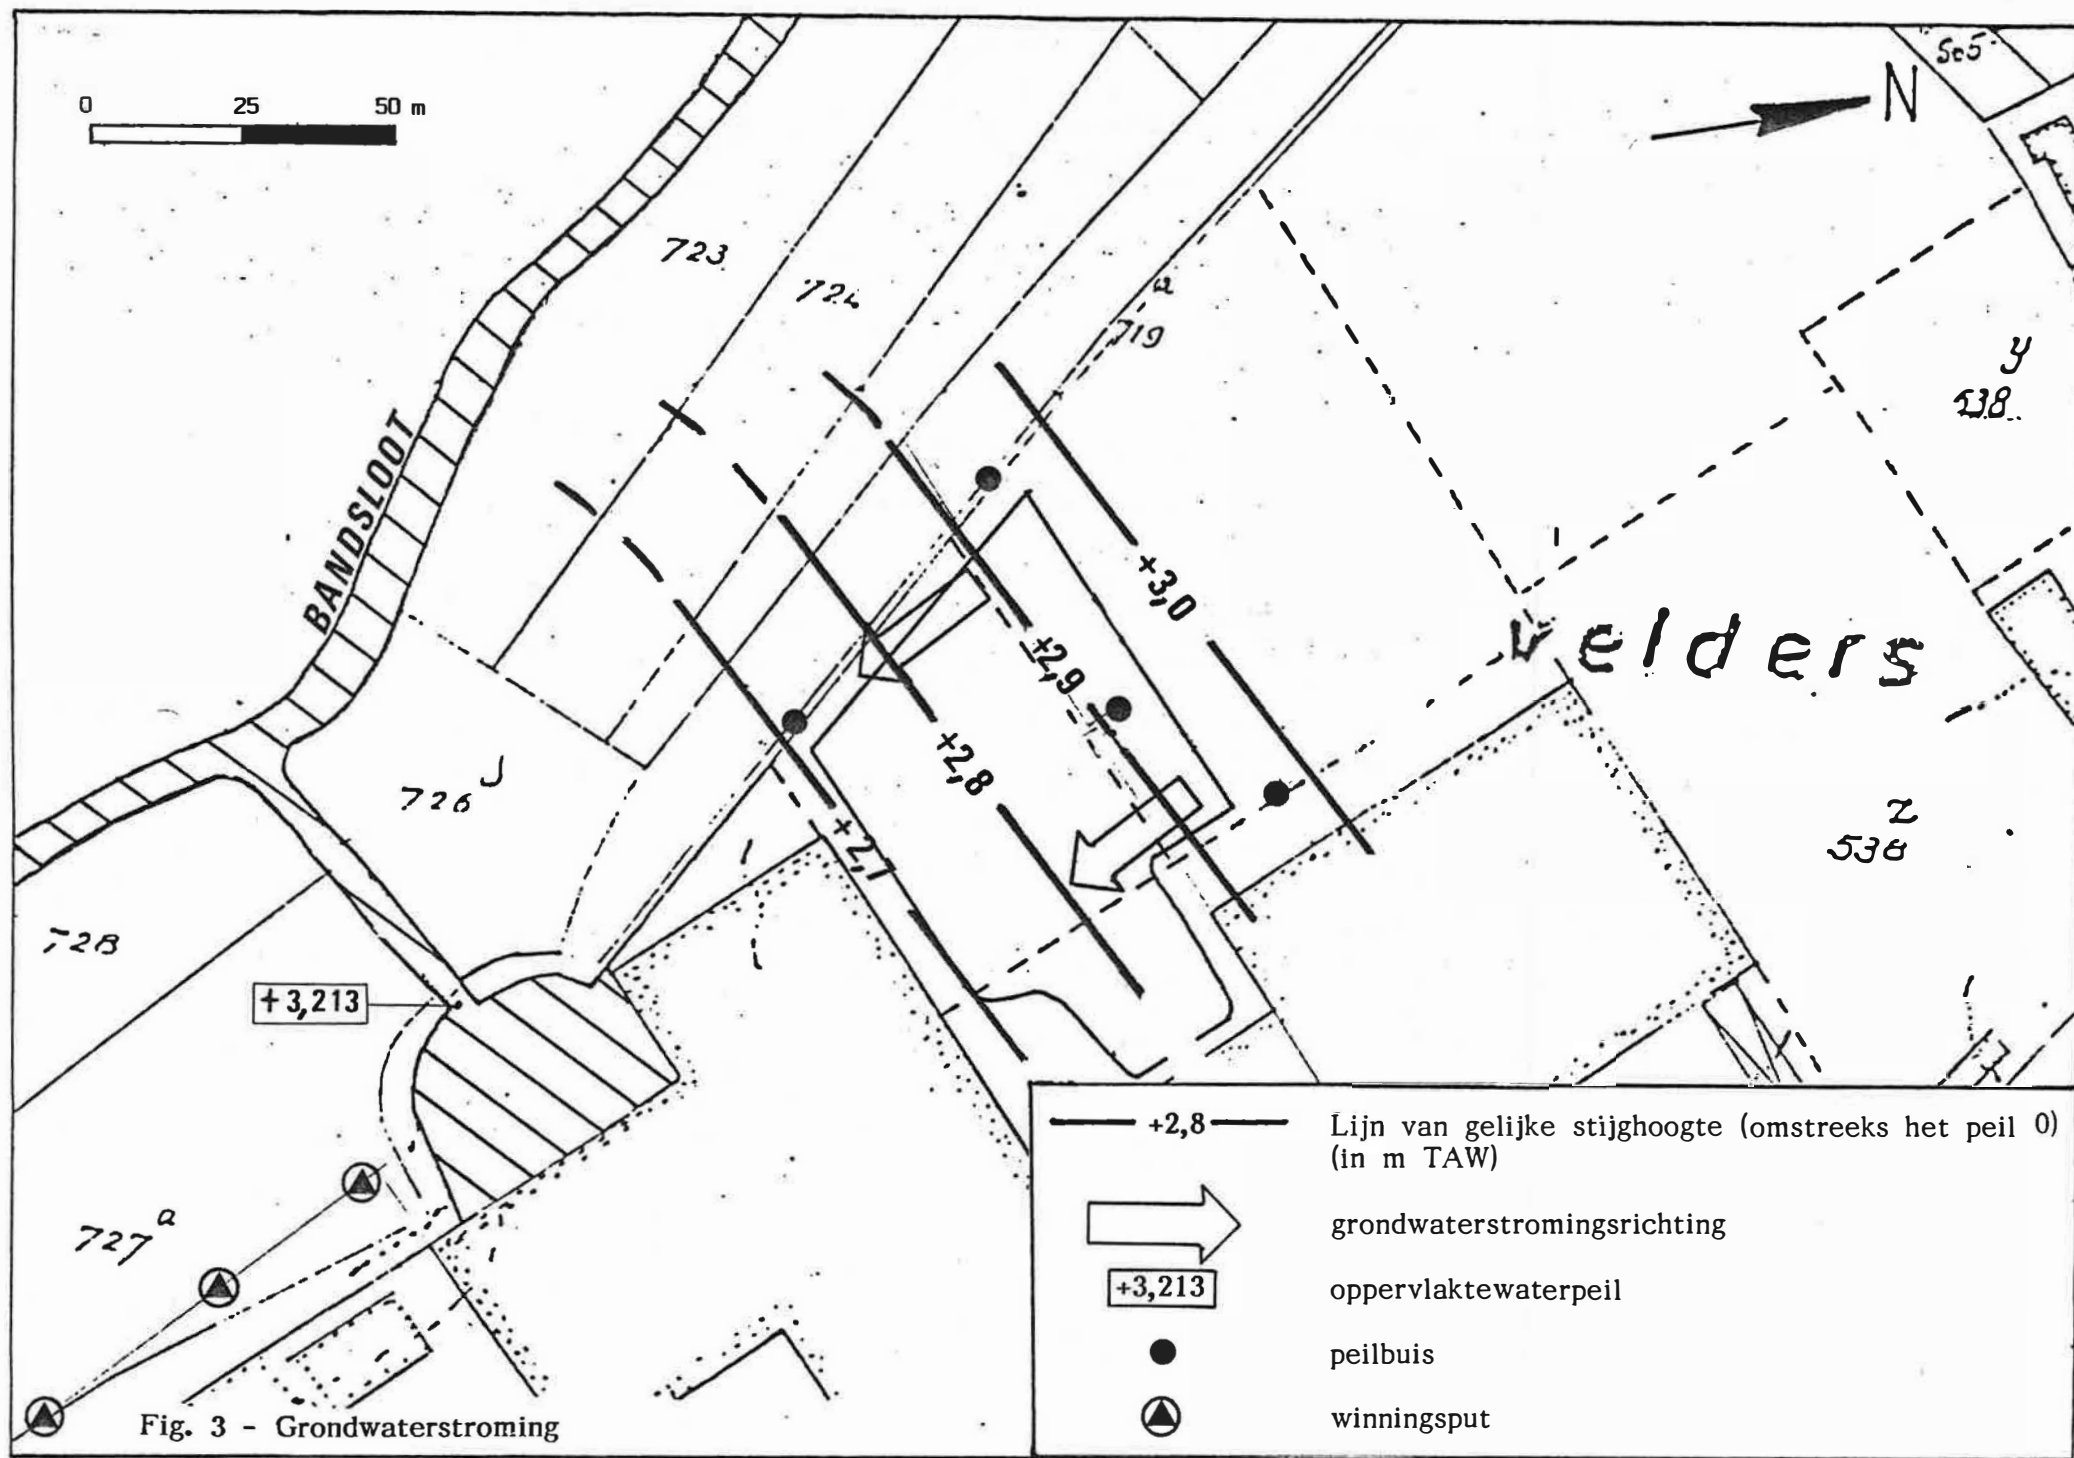 0 25 50 m
N
5c5
723
724
a
719
y
538
BANDSLOOT
+3,0
+2,9
+2,8
+2,7
Velders
z
538
726 J
728
+3,213
727 a
+2,8 Lijn van gelijke stijghoogte (omstreeks het peil 0)
(in m TAW)
grondwaterstromingsrichting
+3,213 oppervlaktewaterpeil
peilbuis
winningsput
Fig. 3 - Grondwaterstroming